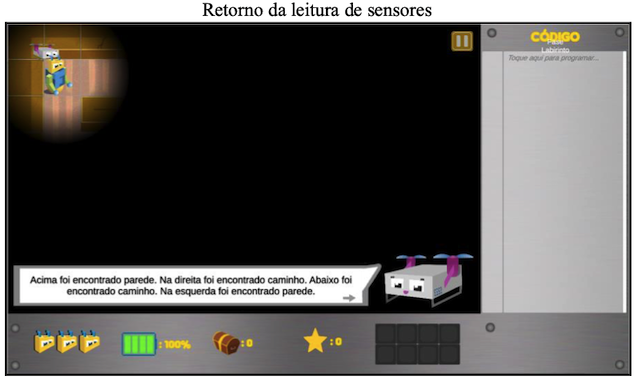 Retorno da leitura de sensores
CÓDIGO
Labirinto
Toque aqui para programar...
Acima foi encontrado parede. Na direita foi encontrado caminho. Abaixo foi
encontrado caminho. Na esquerda foi encontrado parede.
: 100%
: 0
: 0